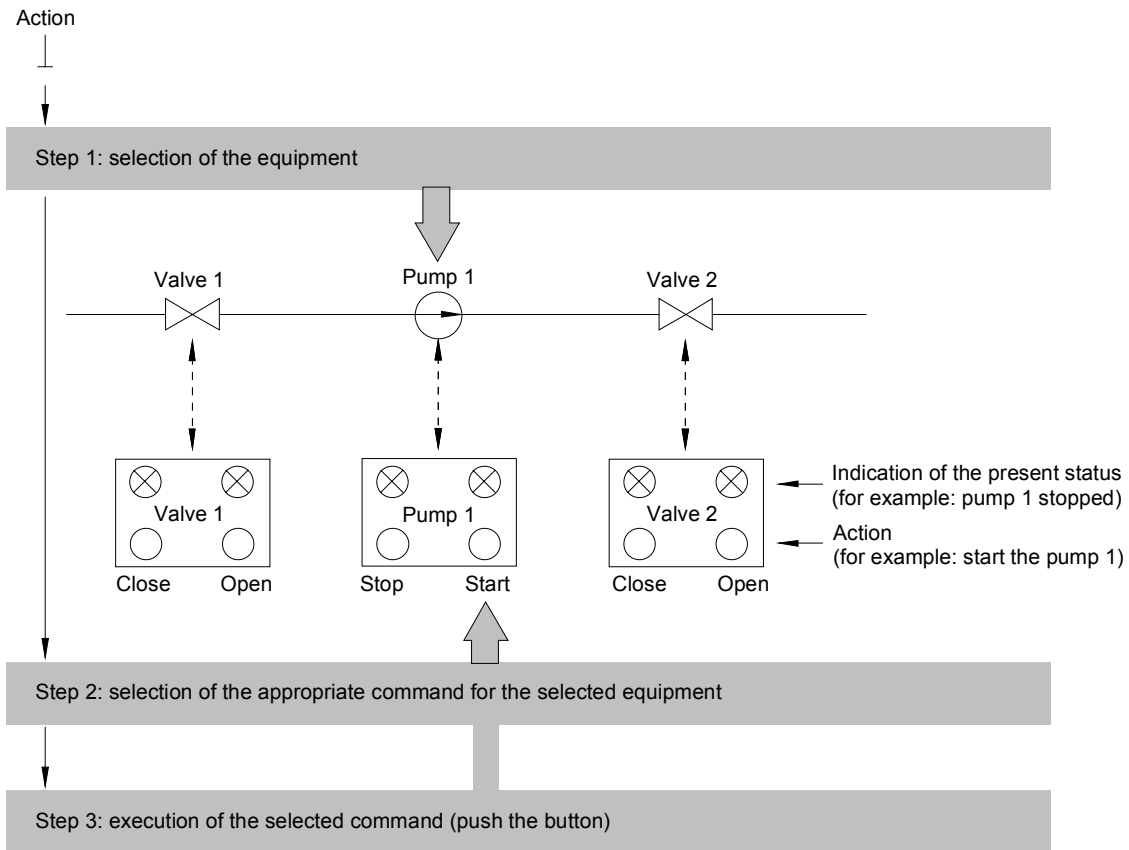 Action
Step 1: selection of the equipment
Valve 1
Pump 1
Valve 2
Valve 1
Pump 1
Valve 2
Indication of the present status
(for example: pump 1 stopped)
Action
(for example: start the pump 1)
Close
Open
Stop
Start
Close
Open
Step 2: selection of the appropriate command for the selected equipment
Step 3: execution of the selected command (push the button)